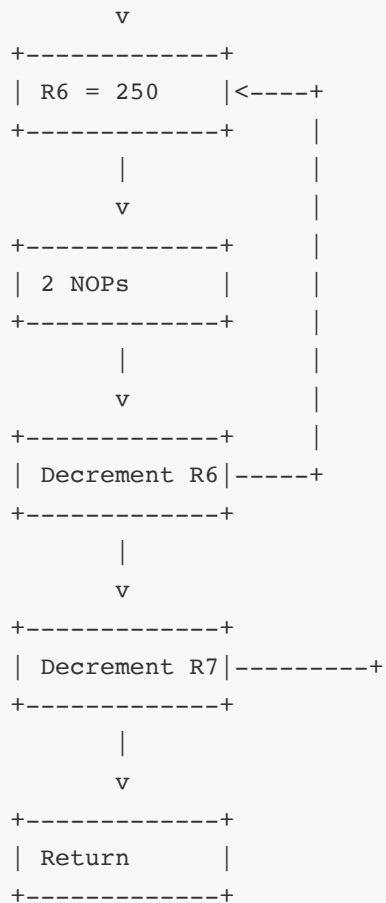 v
+-------------+
| R6 = 250    |<----+
+-------------+     |
       |            |
       v            |
+-------------+     |
| 2 NOPs      |     |
+-------------+     |
       |            |
       v            |
+-------------+     |
| Decrement R6|-----+
+-------------+
       |
       v
+-------------+
| Decrement R7|---------+
+-------------+
       |
       v
+-------------+
| Return      |
+-------------+